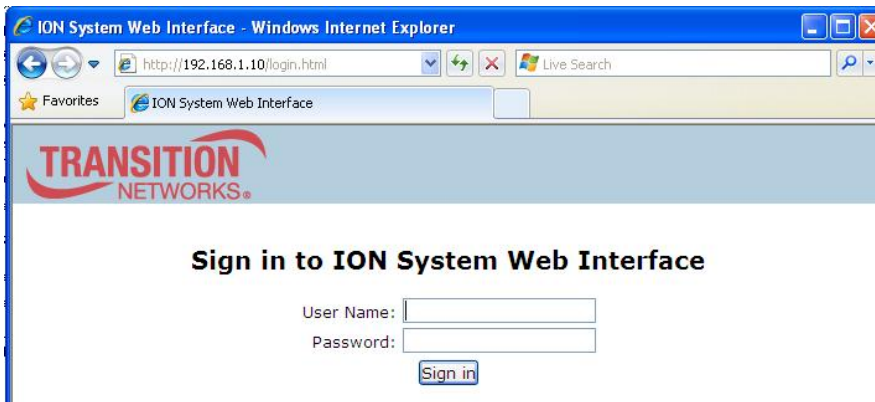 ION System Web Interface - Windows Internet Explorer
http://192.168.1.10/login.html
Live Search
Favorites
ION System Web Interface
TRANSITION
NETWORKS®
Sign in to ION System Web Interface
User Name:
Password:
Sign in